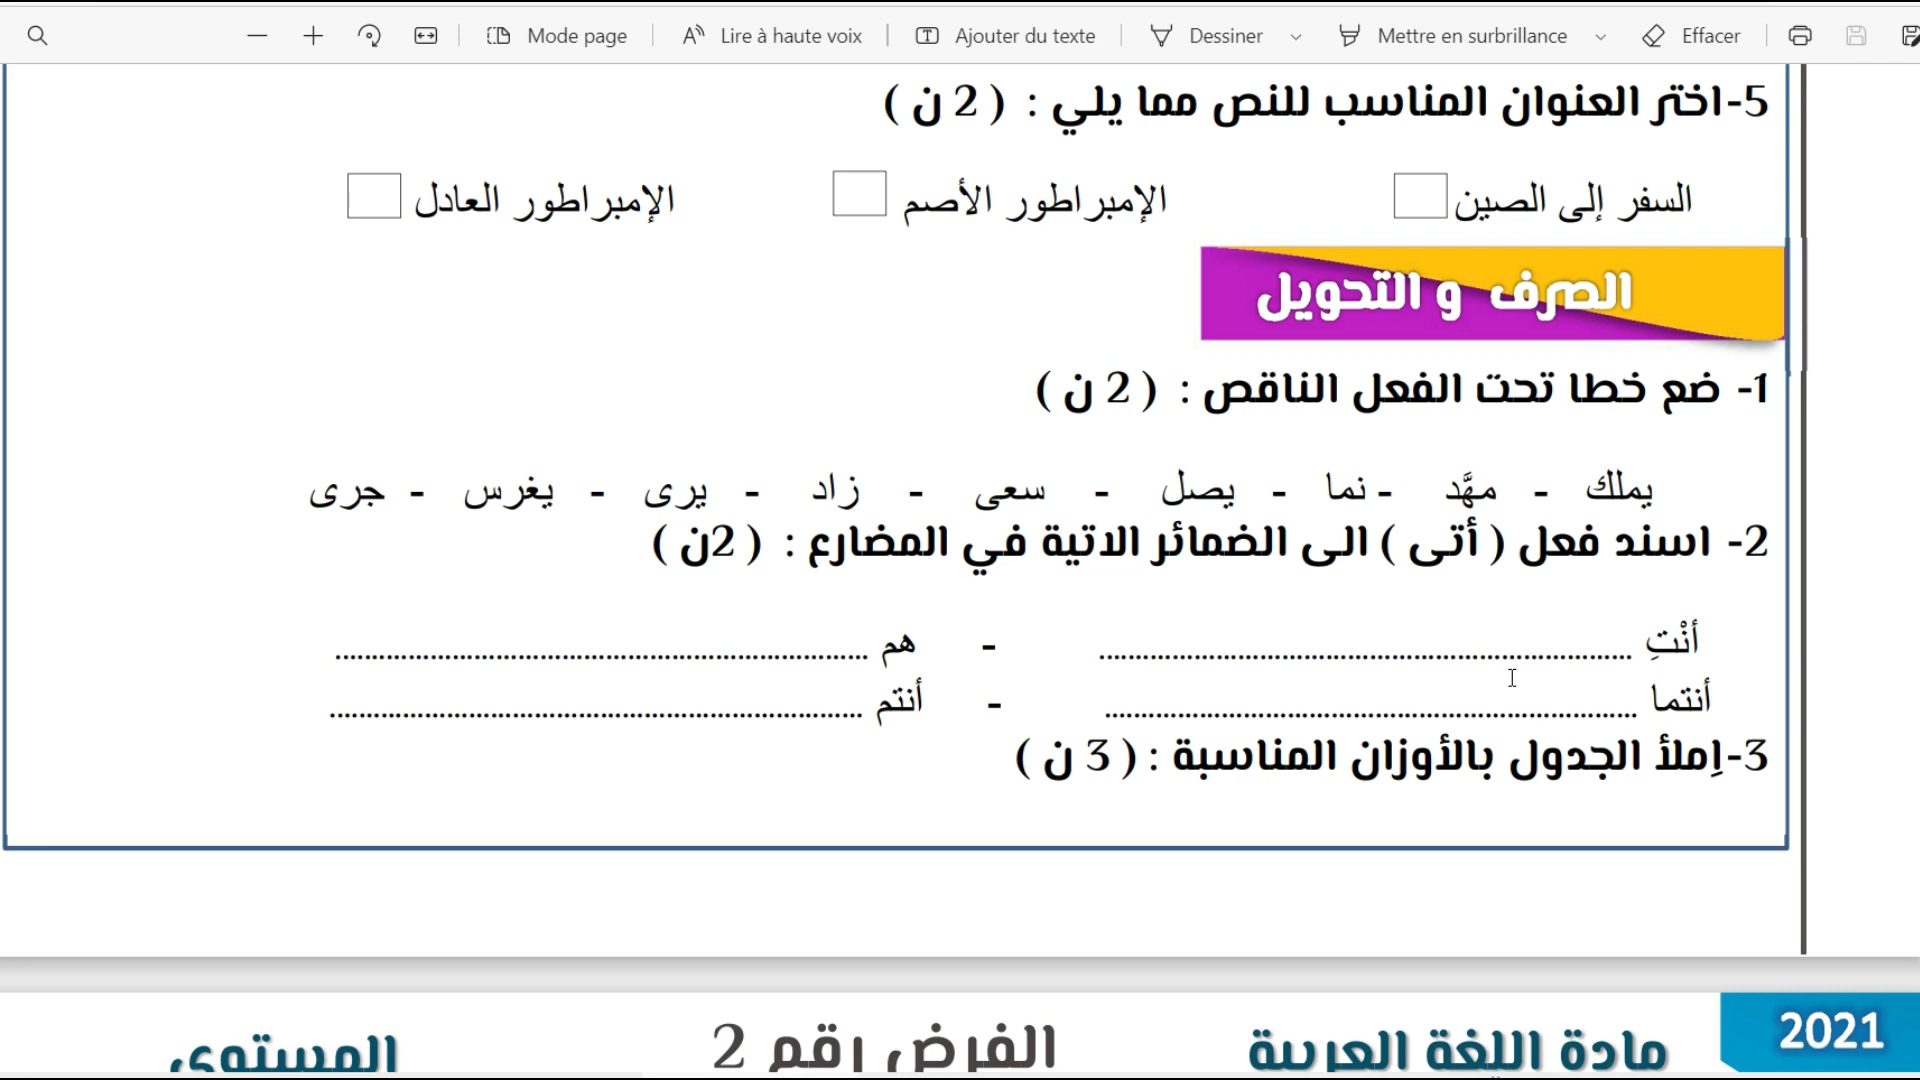 Mode page
Lire à haute voix
Ajouter du texte
Dessiner
Mettre en surbrillance
Effacer
5-اختر العنوان المناسب للنص مما يلي : ( 2 ن )
السفر إلى الصين الإمبراطور الأصم الإمبراطور العادل
الصرف و التحويل
1- ضع خطا تحت الفعل الناقص : ( 2 ن )
يملك - مهَّد - نما - يصل - سعى - زاد - يرى - يغرس - جرى
2- اسند فعل ( أتى ) الى الضمائر الاتية في المضارع : ( 2ن )
أنْتِ ........................................................................ - هم ........................................................................
أنتما ........................................................................ - أنتم ........................................................................
3-اِملأ الجدول بالأوزان المناسبة : ( 3 ن )
2021 مادة اللغة العربية الفرض رقم 2 المستوى